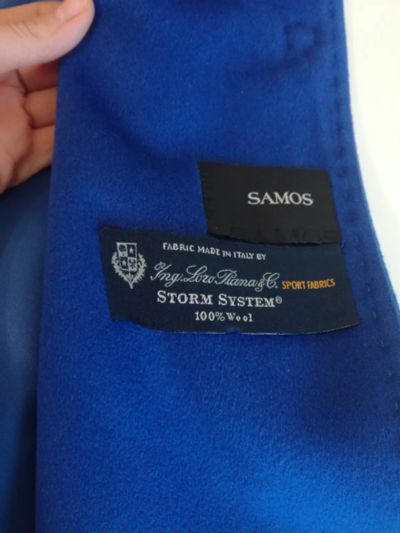 SAMOS
FABRIC MADE IN ITALY BY
Ing. Loro Piana & C. SPORT FABRICS
STORM SYSTEM®
100% Wool